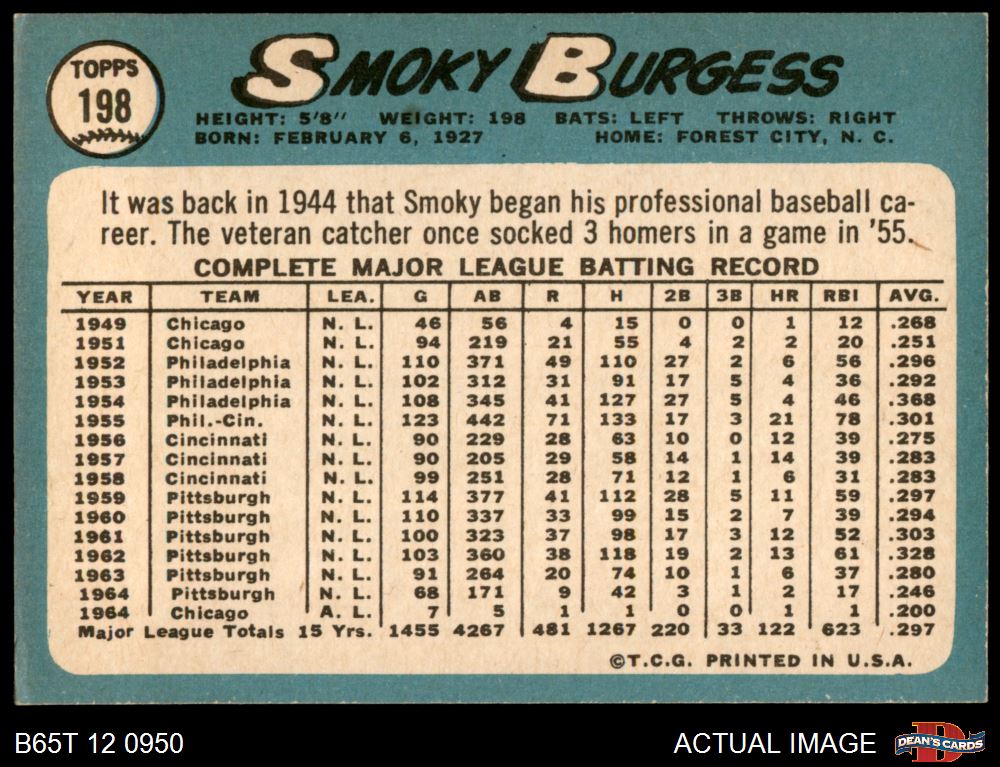 TOPPS
198
SMOKY BURGESS
HEIGHT: 5'8" WEIGHT: 198 BATS: LEFT THROWS: RIGHT
BORN: FEBRUARY 6, 1927 HOME: FOREST CITY, N. C.
It was back in 1944 that Smoky began his professional baseball ca-
reer. The veteran catcher once socked 3 homers in a game in '55.
COMPLETE MAJOR LEAGUE BATTING RECORD
YEAR TEAM LEA. G AB R H 2B 3B HR RBI AVG.
1949 Chicago N. L. 46 56 4 15 0 0 1 12 .268
1951 Chicago N. L. 94 219 21 55 4 2 2 20 .251
1952 Philadelphia N. L. 110 371 49 110 27 2 6 56 .296
1953 Philadelphia N. L. 102 312 31 91 17 5 4 36 .292
1954 Philadelphia N. L. 108 345 41 127 27 5 4 46 .368
1955 Phil.-Cin. N. L. 123 442 71 133 17 3 21 78 .301
1956 Cincinnati N. L. 90 229 28 63 10 0 12 39 .275
1957 Cincinnati N. L. 90 205 29 58 14 1 14 39 .283
1958 Cincinnati N. L. 99 251 28 71 12 1 6 31 .283
1959 Pittsburgh N. L. 114 377 41 112 28 5 11 59 .297
1960 Pittsburgh N. L. 110 337 33 99 15 2 7 39 .294
1961 Pittsburgh N. L. 100 323 37 98 17 3 12 52 .303
1962 Pittsburgh N. L. 103 360 38 118 19 2 13 61 .328
1963 Pittsburgh N. L. 91 264 20 74 10 1 6 37 .280
1964 Pittsburgh N. L. 68 171 9 42 3 1 2 17 .246
1964 Chicago A. L. 7 5 1 1 0 0 1 1 .200
Major League Totals 15 Yrs. 1455 4267 481 1267 220 33 122 623 .297
©T.C.G. PRINTED IN U.S.A.
B65T 12 0950 ACTUAL IMAGE DEAN'S CARDS